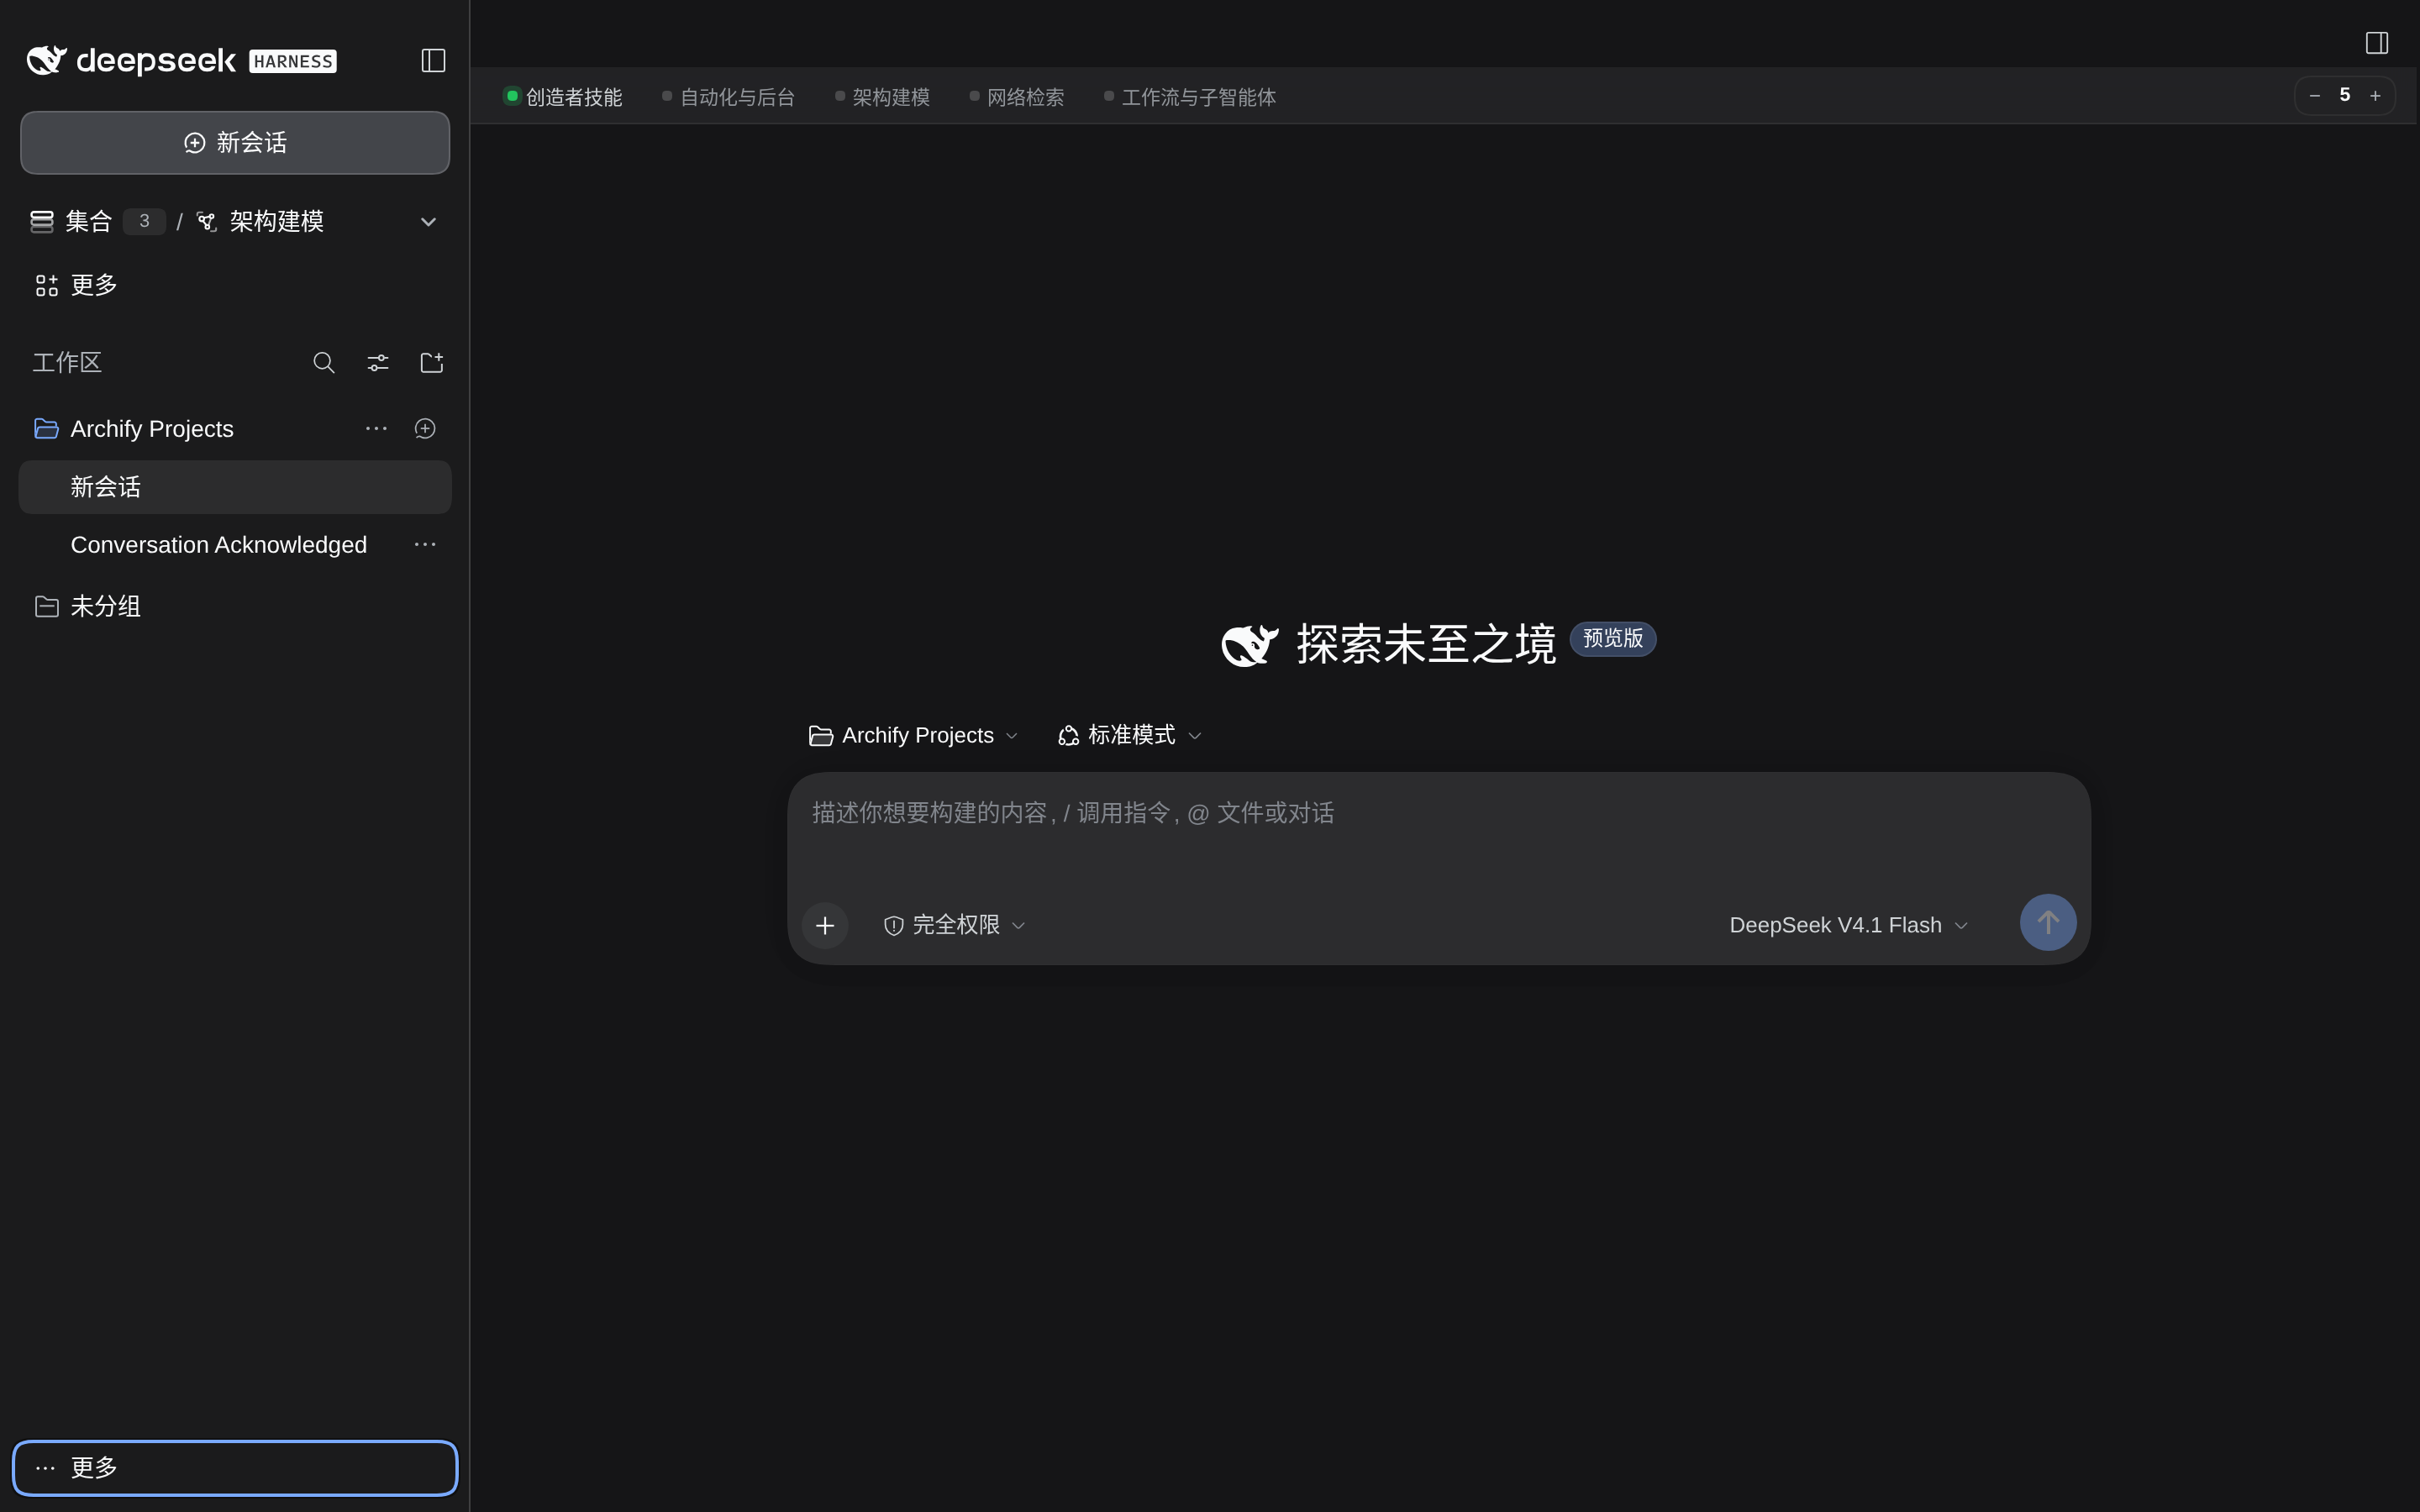 deepseek HARNESS
新会话
集合 3 / 架构建模
更多
工作区
Archify Projects
新会话
Conversation Acknowledged
未分组
更多
创造者技能 自动化与后台 架构建模 网络检索 工作流与子智能体 − 5 +
探索未至之境 预览版
Archify Projects 标准模式
描述你想要构建的内容, / 调用指令, @ 文件或对话
完全权限 DeepSeek V4.1 Flash